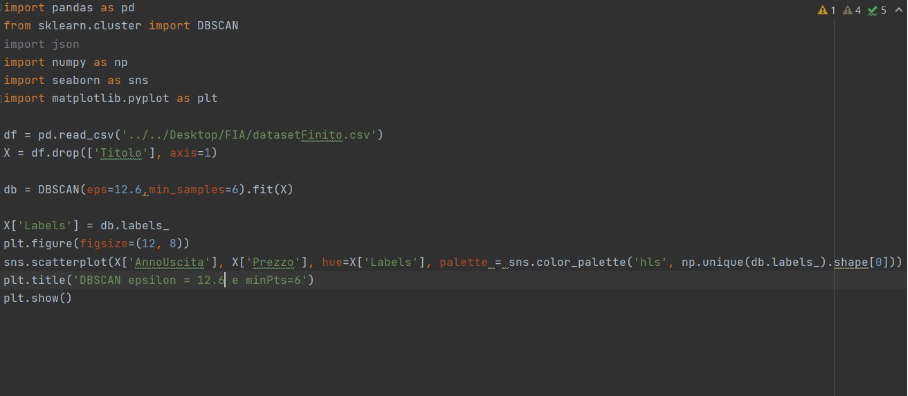 import pandas as pd
from sklearn.cluster import DBSCAN
import json
import numpy as np
import seaborn as sns
import matplotlib.pyplot as plt
df = pd.read_csv('../../Desktop/FIA/datasetFinito.csv')
X = df.drop(['Titolo'], axis=1)
db = DBSCAN(eps=12.6,min_samples=6).fit(X)
X['Labels'] = db.labels_
plt.figure(figsize=(12, 8))
sns.scatterplot(X['AnnoUscita'], X['Prezzo'], hue=X['Labels'], palette = sns.color_palette('hls', np.unique(db.labels_).shape[0]))
plt.title('DBSCAN epsilon = 12.6 e minPts=6')
plt.show()
1 4 5